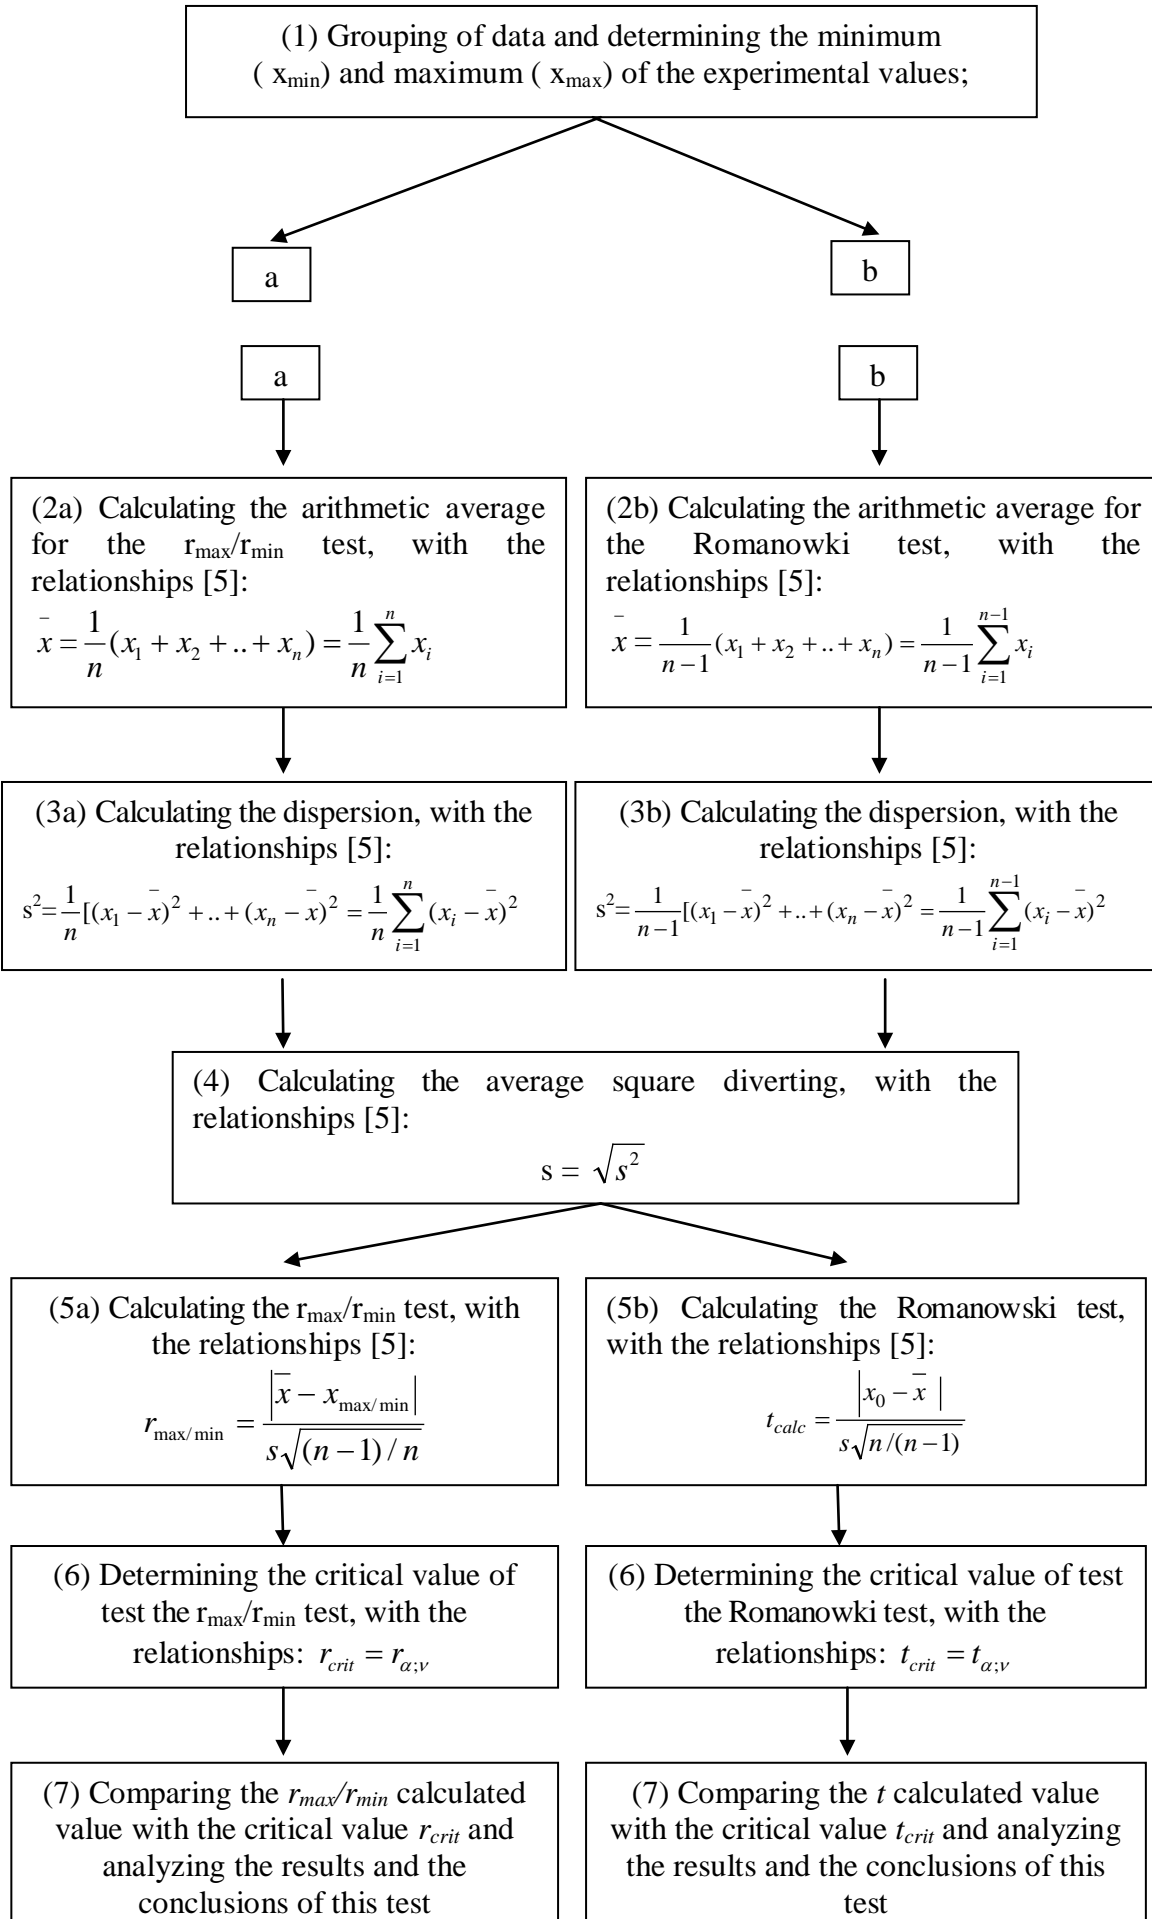 (1) Grouping of data and determining the minimum
( x_min) and maximum ( x_max) of the experimental values;
a
b
a
b
(2a) Calculating the arithmetic average
for the r_max/r_min test, with the
relationships [5]:
x̄ = 1/n (x_1 + x_2 + .. + x_n) = 1/n ∑_{i=1}^{n} x_i
(2b) Calculating the arithmetic average for
the Romanowki test, with the
relationships [5]:
x̄ = 1/(n−1) (x_1 + x_2 + .. + x_n) = 1/(n−1) ∑_{i=1}^{n−1} x_i
(3a) Calculating the dispersion, with the
relationships [5]:
s²= 1/n [(x_1 − x̄)² + .. + (x_n − x̄)² = 1/n ∑_{i=1}^{n} (x_i − x̄)²
(3b) Calculating the dispersion, with the
relationships [5]:
s²= 1/(n−1) [(x_1 − x̄)² + .. + (x_n − x̄)² = 1/(n−1) ∑_{i=1}^{n−1} (x_i − x̄)²
(4) Calculating the average square diverting, with the
relationships [5]:
s = √s²
(5a) Calculating the r_max/r_min test, with
the relationships [5]:
r_max/min = |x̄ − x_max/min| / s√((n − 1) / n)
(5b) Calculating the Romanowski test,
with the relationships [5]:
t_calc = |x_0 − x̄ | / s√(n /(n − 1))
(6) Determining the critical value of
test the r_max/r_min test, with the
relationships: r_crit = r_α;ν
(6) Determining the critical value of test
the Romanowki test, with the
relationships: t_crit = t_α;ν
(7) Comparing the r_max/r_min calculated
value with the critical value r_crit and
analyzing the results and the
conclusions of this test
(7) Comparing the t calculated value
with the critical value t_crit and analyzing
the results and the conclusions of this
test